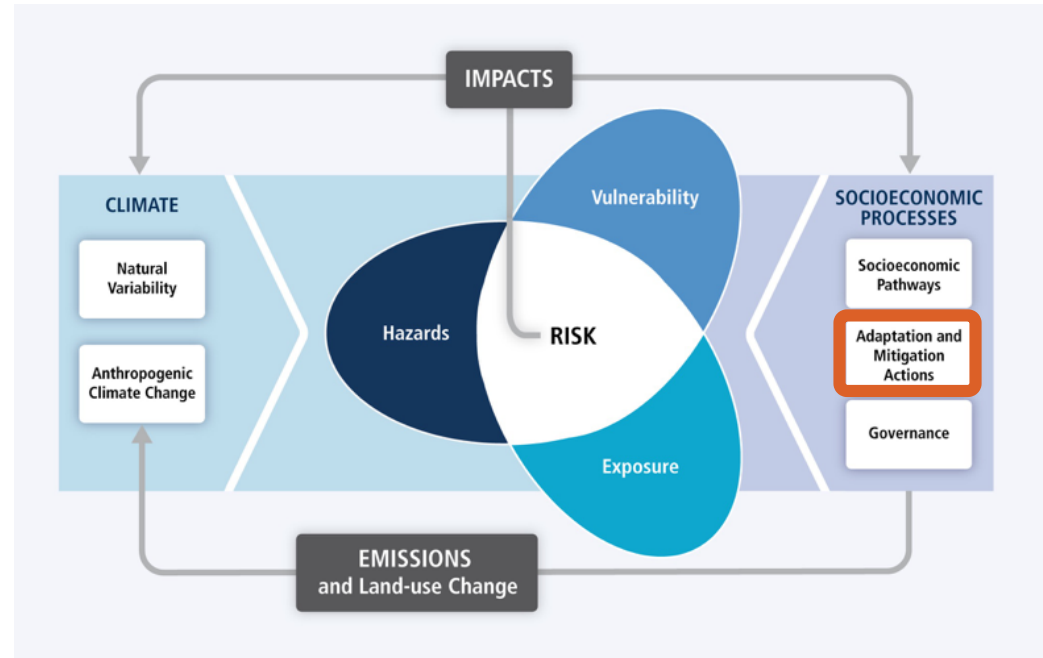 IMPACTS
CLIMATE
Natural
Variability
Anthropogenic
Climate Change
Vulnerability
Hazards
RISK
Exposure
SOCIOECONOMIC
PROCESSES
Socioeconomic
Pathways
Adaptation and
Mitigation
Actions
Governance
EMISSIONS
and Land-use Change